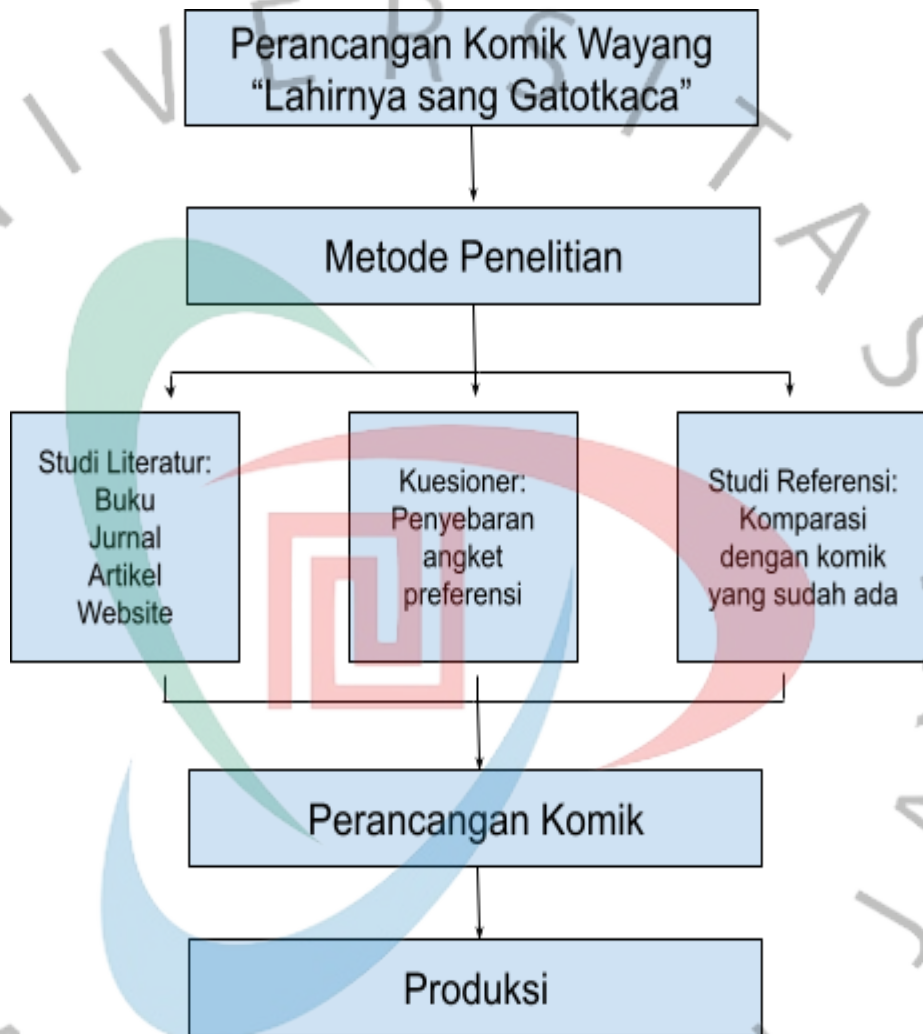 Perancangan Komik Wayang
“Lahirnya sang Gatotkaca”
Metode Penelitian
Studi Literatur:
Buku
Jurnal
Artikel
Website
Kuesioner:
Penyebaran
angket
preferensi
Studi Referensi:
Komparasi
dengan komik
yang sudah ada
Perancangan Komik
Produksi